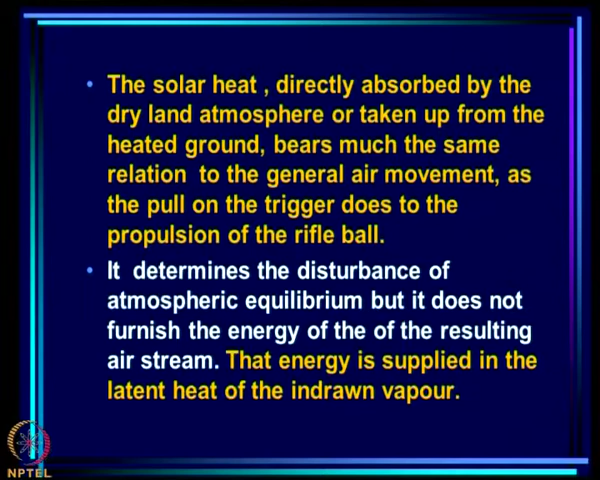 • The solar heat , directly absorbed by the
dry land atmosphere or taken up from the
heated ground, bears much the same
relation to the general air movement, as
the pull on the trigger does to the
propulsion of the rifle ball.
• It determines the disturbance of
atmospheric equilibrium but it does not
furnish the energy of the of the resulting
air stream. That energy is supplied in the
latent heat of the indrawn vapour.
NPTEL